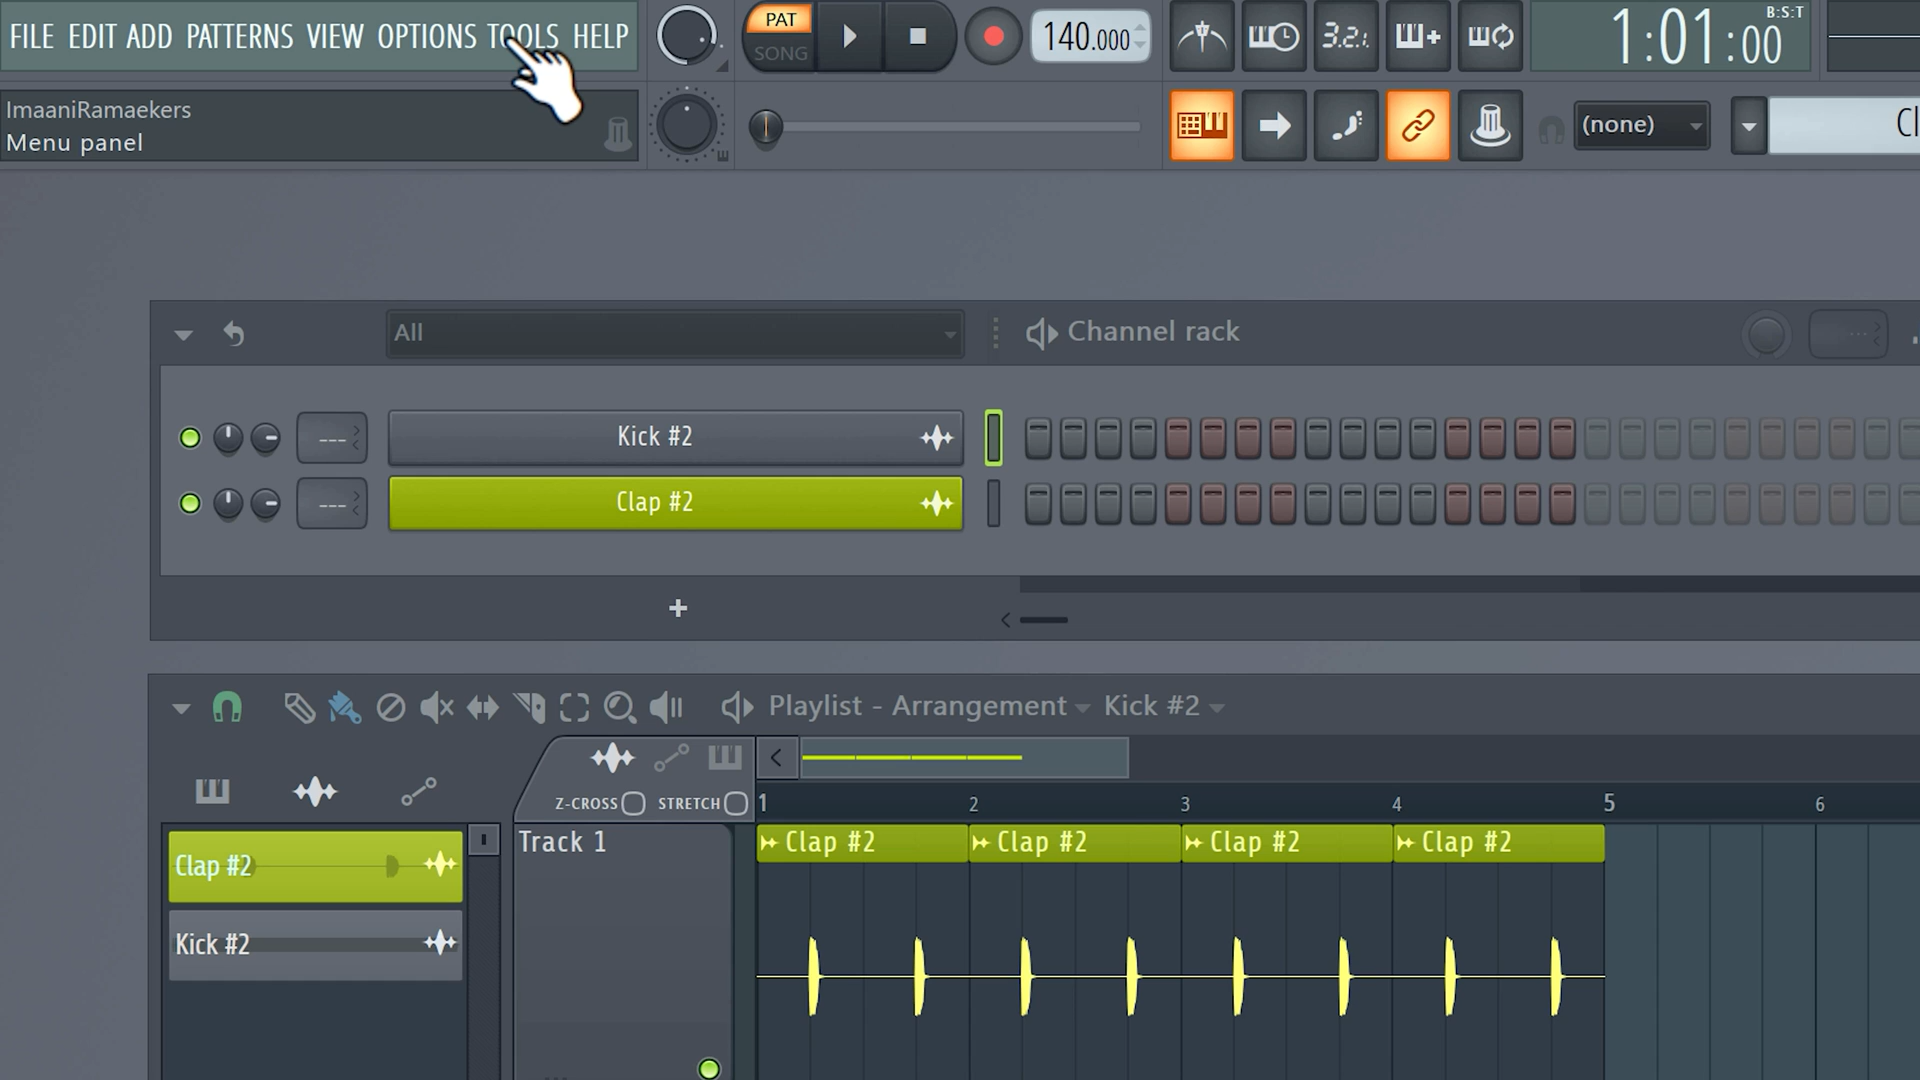 FILE EDIT ADD PATTERNS VIEW OPTIONS TOOLS HELP
PAT
SONG
140.000
3.2.1.
1:01:00
B:S:T
ImaaniRamaekers
Menu panel
(none)
Cl
All
Channel rack
Kick #2
Clap #2
Playlist - Arrangement Kick #2
Z-CROSS STRETCH
1 2 3 4 5 6
Clap #2
Kick #2
Track 1
Clap #2 Clap #2 Clap #2 Clap #2